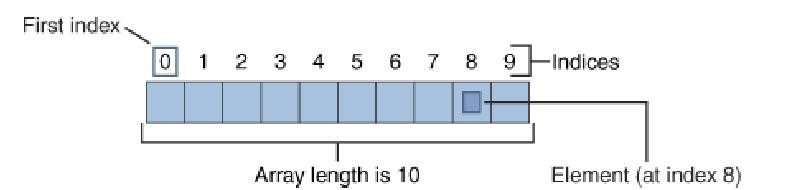 First index
0 1 2 3 4 5 6 7 8 9 Indices
Array length is 10
Element (at index 8)